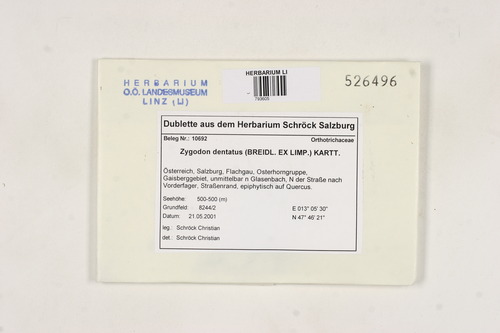 HERBARIUM
O.Ö. LANDESMUSEUM
LINZ (LI)
HERBARIUM LI
526496
Dublette aus dem Herbarium Schröck Salzburg
Beleg Nr.: 10692
Orthotrichaceae
Zygodon dentatus (BREIDL. EX LIMP.) KARTT.
Österreich, Salzburg, Flachgau, Osterhorngruppe,
Gaisberggebiet, unmittelbar n Glasenbach, N der Straße nach
Vorderfager, Straßenrand, epiphytisch auf Quercus.
Seehöhe: 500-500 (m)
Grundfeld: 8244/2
E 013° 05' 30"
Datum: 21.05.2001
N 47° 46' 21"
leg.: Schröck Christian
det.: Schröck Christian